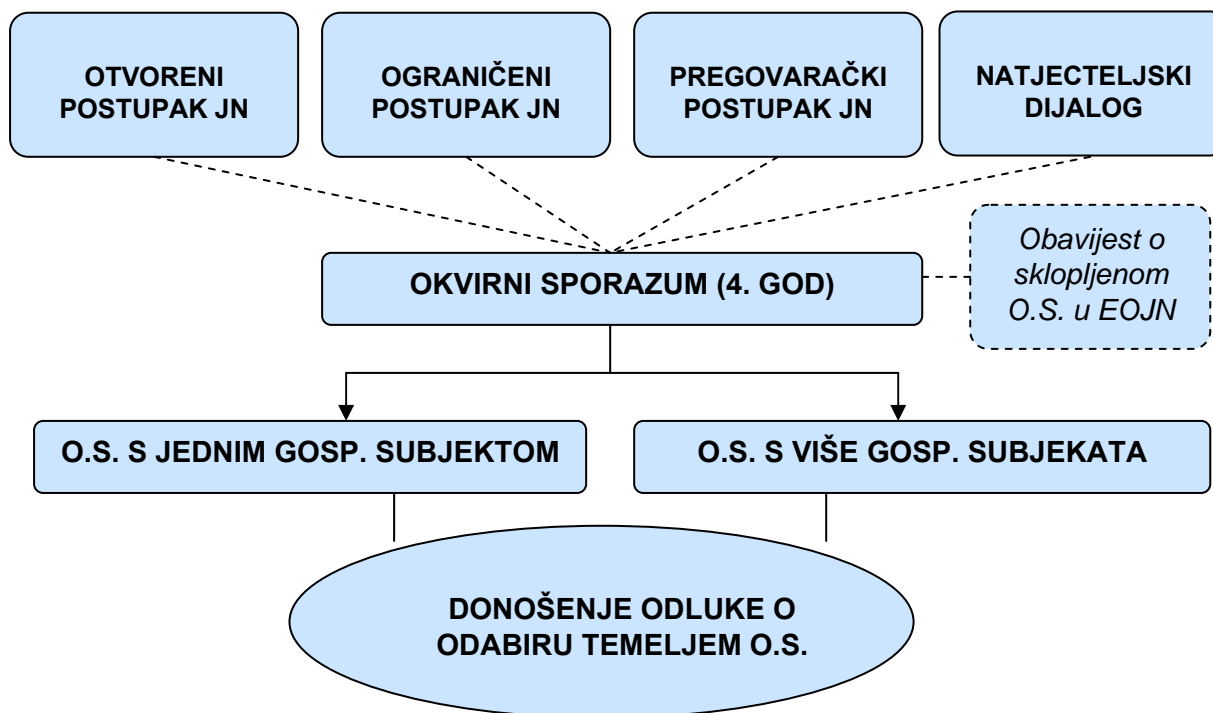 OTVORENI
POSTUPAK JN
OGRANIČENI
POSTUPAK JN
PREGOVARAČKI
POSTUPAK JN
NATJECTELJSKI
DIJALOG
OKVIRNI SPORAZUM (4. GOD)
Obavijest o
sklopljenom
O.S. u EOJN
O.S. S JEDNIM GOSP. SUBJEKTOM
O.S. S VIŠE GOSP. SUBJEKATA
DONOŠENJE ODLUKE O
ODABIRU TEMELJEM O.S.